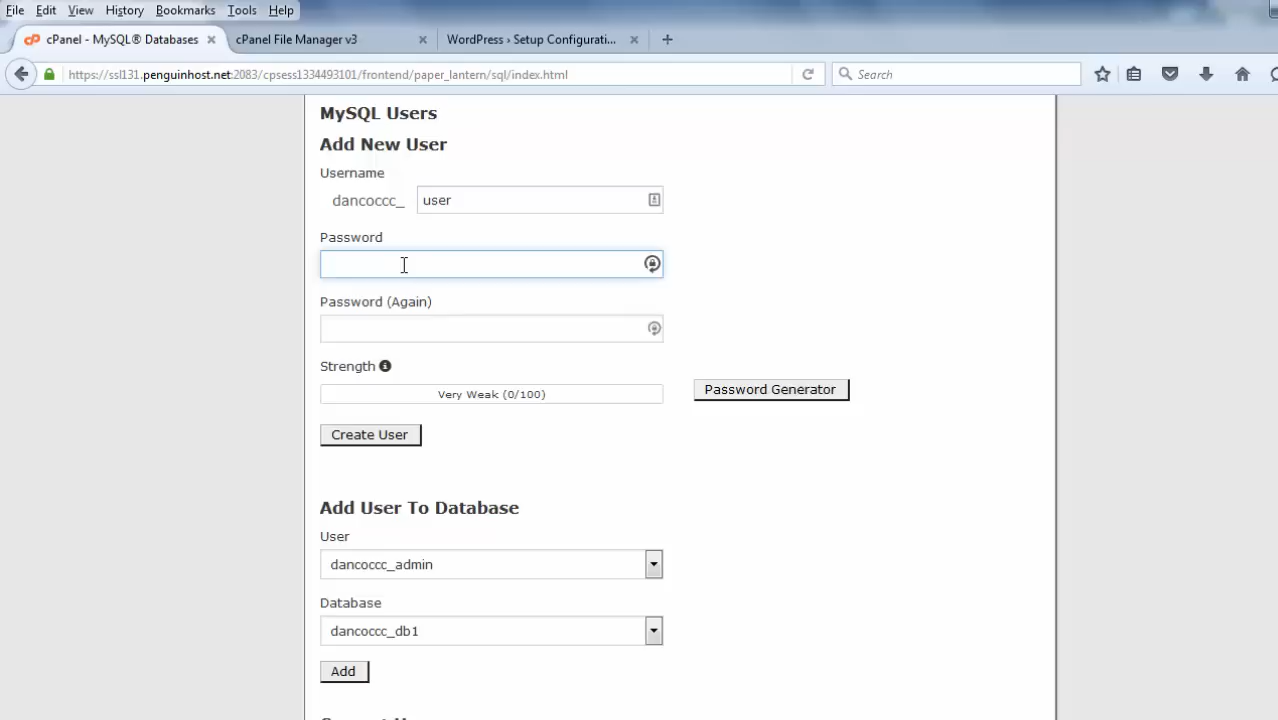 File Edit View History Bookmarks Tools Help
cPanel - MySQL® Databases cPanel File Manager v3 WordPress › Setup Configurati...
https://ssl131.penguinhost.net:2083/cpsess1334493101/frontend/paper_lantern/sql/index.html Search
MySQL Users
Add New User
Username
dancoccc_ user
Password
Password (Again)
Strength
Very Weak (0/100) Password Generator
Create User
Add User To Database
User
dancoccc_admin
Database
dancoccc_db1
Add